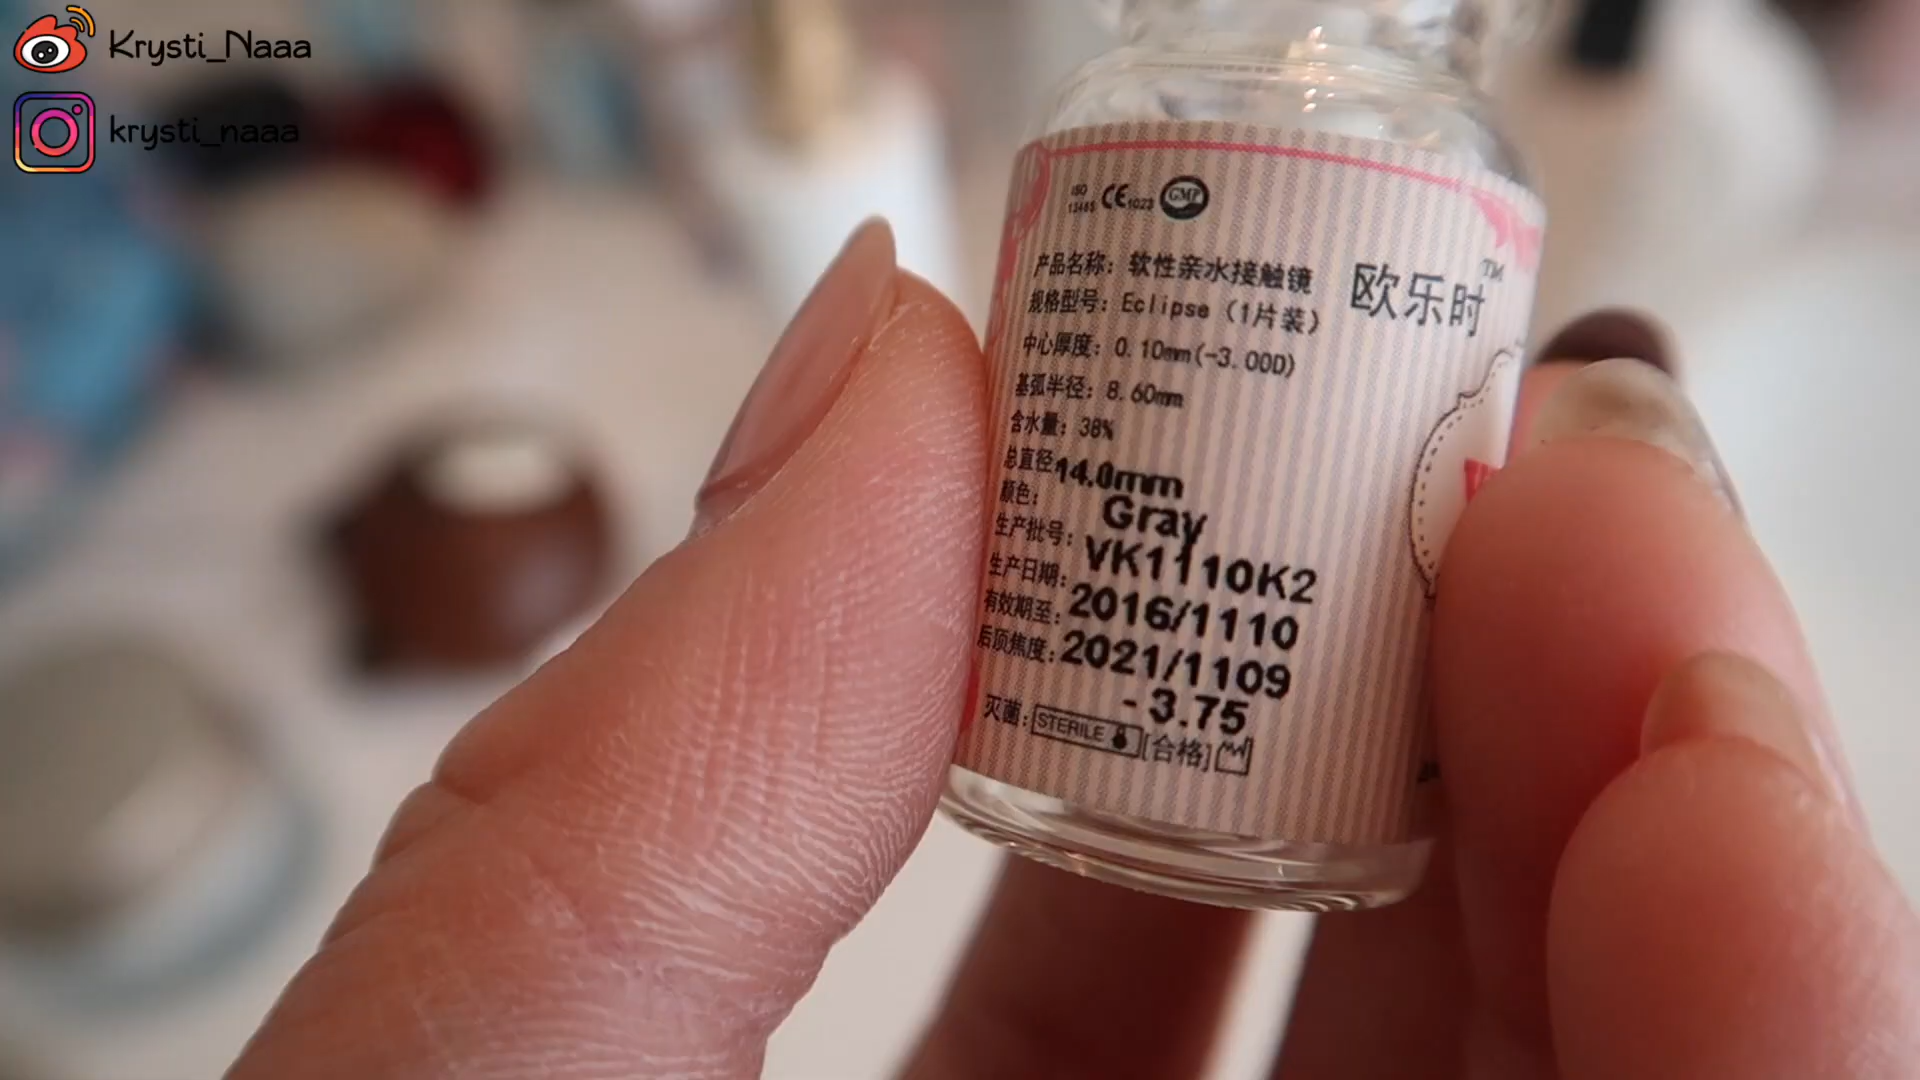 Krysti_Naaa
krysti_naaa
ISO 13485 CE 1023 GMP
产品名称: 软性亲水接触镜
欧乐时™
规格型号: Eclipse (1片装)
中心厚度: 0.10mm(-3.00D)
基弧半径: 8.60mm
含水量: 38%
总直径: 14.0mm
颜色: Gray
生产批号: VK1110K2
生产日期: 2016/1110
有效期至: 2021/1109
后顶焦度: -3.75
灭菌: STERILE [合格]